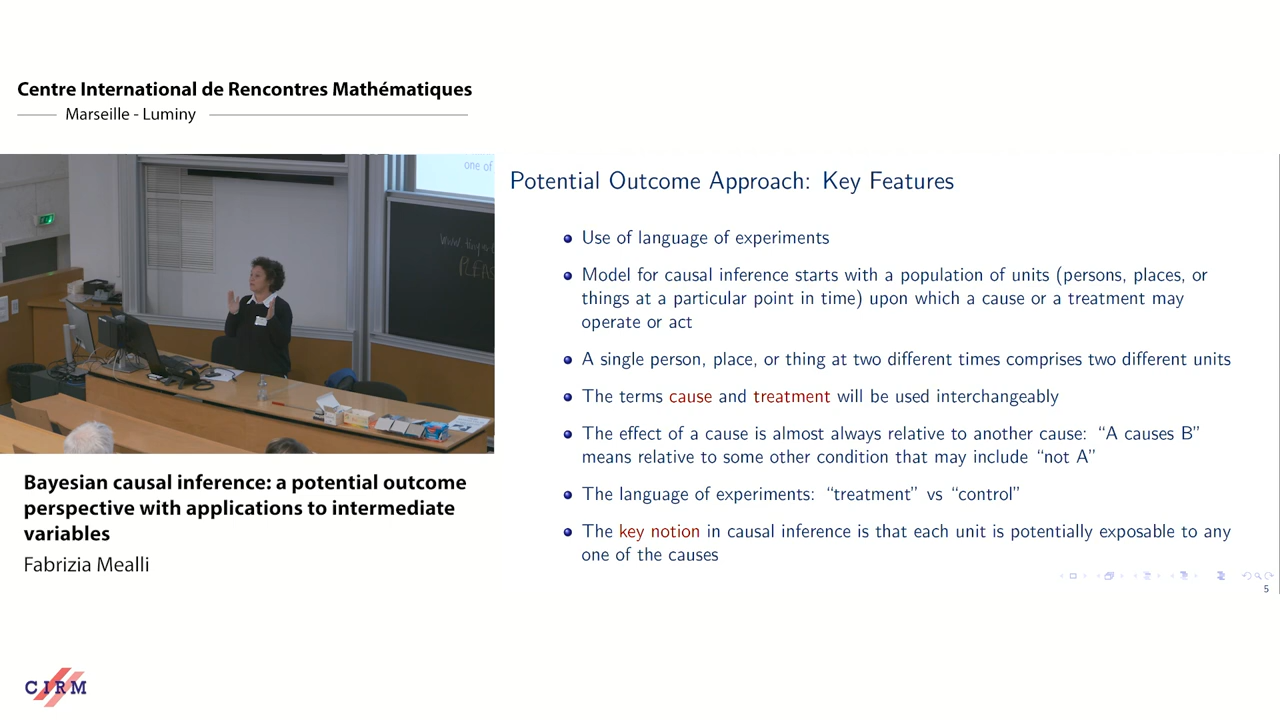 Centre International de Rencontres Mathématiques
Marseille - Luminy
one of
Potential Outcome Approach: Key Features
Use of language of experiments
Model for causal inference starts with a population of units (persons, places, or
things at a particular point in time) upon which a cause or a treatment may
operate or act
A single person, place, or thing at two different times comprises two different units
The terms cause and treatment will be used interchangeably
The effect of a cause is almost always relative to another cause: “A causes B”
means relative to some other condition that may include “not A”
The language of experiments: “treatment” vs “control”
The key notion in causal inference is that each unit is potentially exposable to any
one of the causes
5
Bayesian causal inference: a potential outcome
perspective with applications to intermediate
variables
Fabrizia Mealli
CIRM